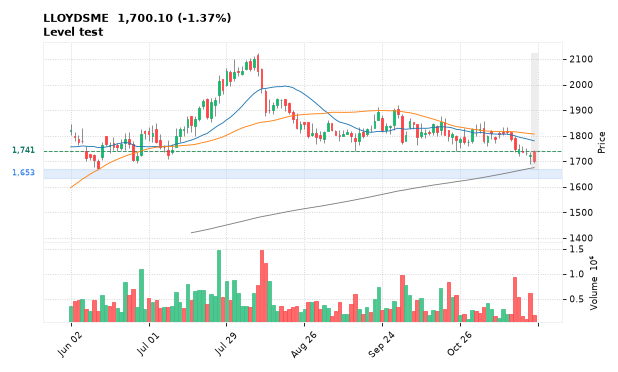 LLOYDSME 1,700.10 (-1.37%)
Level test
2100
2000
1900
1800
1,741
1700
1,653
1600
1500
1400
Price
1.5
1.0
0.5
Volume 10⁶
Jun 02
Jul 01
Jul 29
Aug 26
Sep 24
Oct 26